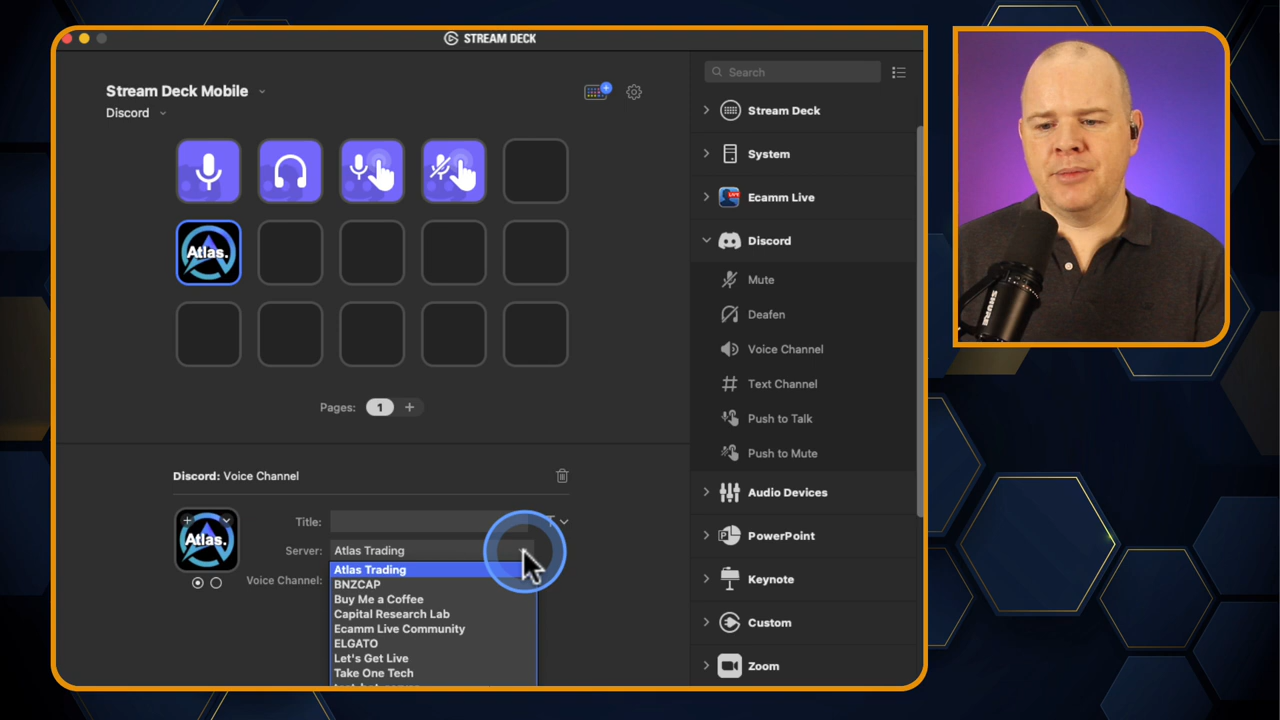 STREAM DECK
Stream Deck Mobile
Discord
Atlas.
Pages: 1 +
Discord: Voice Channel
Atlas.
Title:
T
Server: Atlas Trading
Voice Channel:
Atlas Trading
BNZCAP
Buy Me a Coffee
Capital Research Lab
Ecamm Live Community
ELGATO
Let's Get Live
Take One Tech
Search
Stream Deck
System
Ecamm Live
Discord
Mute
Deafen
Voice Channel
Text Channel
Push to Talk
Push to Mute
Audio Devices
PowerPoint
Keynote
Custom
Zoom
SHURE